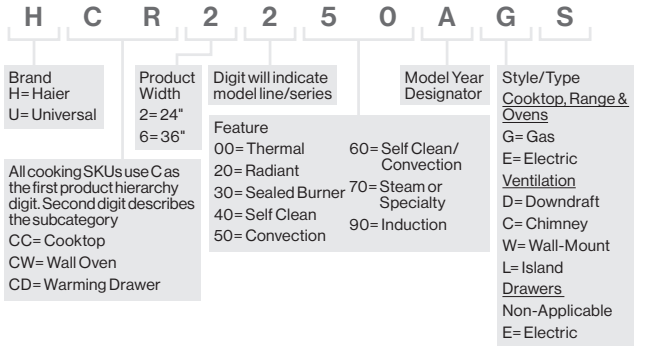 H C R 2 2 5 0 A G S
Brand
H= Haier
U= Universal
All cooking SKUs use C as
the first product hierarchy
digit. Second digit describes
the subcategory
CC= Cooktop
CW= Wall Oven
CD= Warming Drawer
Product
Width
2= 24"
6= 36"
Digit will indicate
model line/series
Feature
00= Thermal
20= Radiant
30= Sealed Burner
40= Self Clean
50= Convection
60= Self Clean/
Convection
70= Steam or
Specialty
90= Induction
Model Year
Designator
Style/Type
Cooktop, Range &
Ovens
G= Gas
E= Electric
Ventilation
D= Downdraft
C= Chimney
W= Wall-Mount
L= Island
Drawers
Non-Applicable
E= Electric